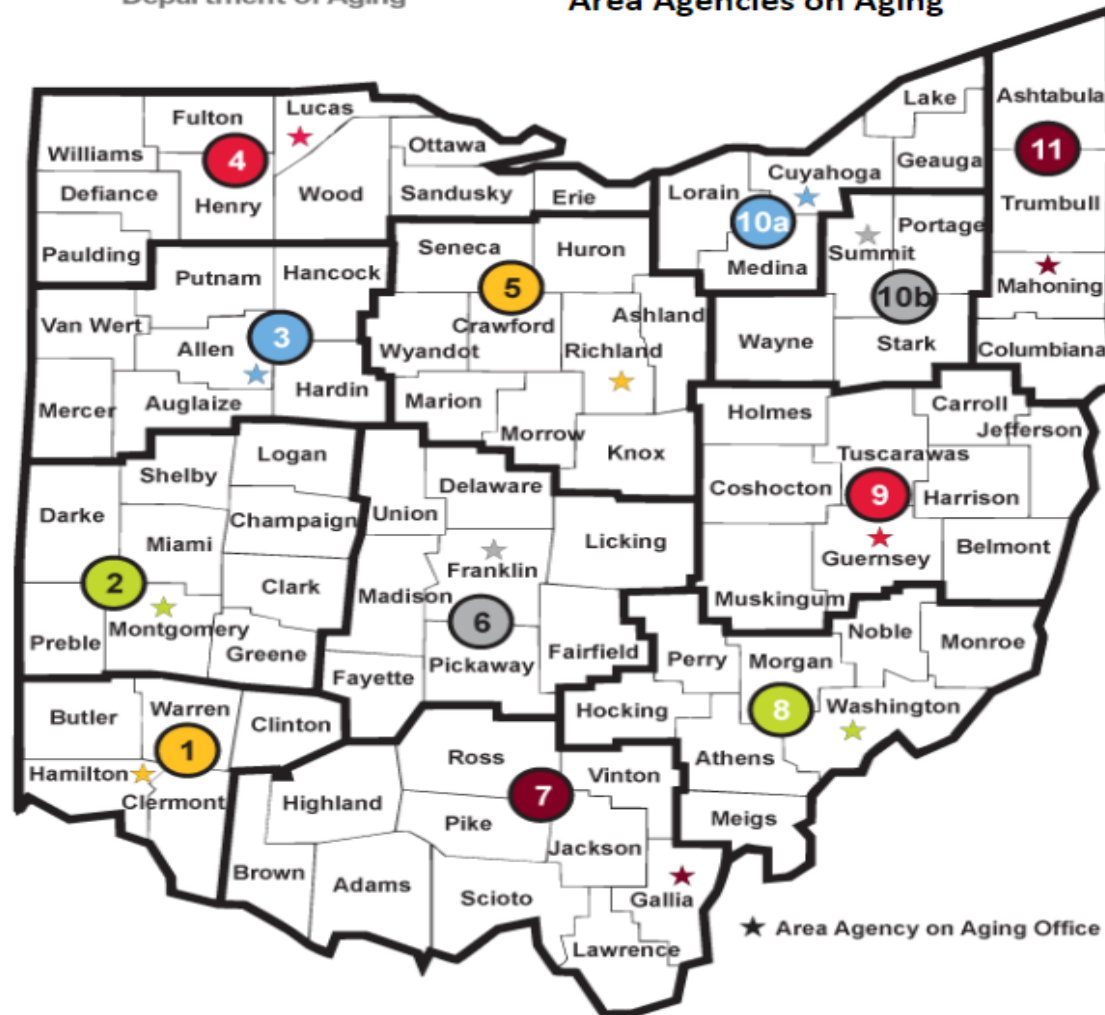 Department of Aging
Area Agencies on Aging
Lake
Ashtabula
Fulton
Lucas
Ottawa
11
Williams
4
Geauga
Cuyahoga
Defiance
Henry
Wood
Sandusky
Erie
Lorain
10a
Trumbull
Portage
Paulding
Seneca
Huron
Summit
Medina
Putnam
Hancock
5
10b
Mahoning
Van Wert
3
Crawford
Ashland
Allen
Wyandot
Richland
Wayne
Stark
Columbiana
Mercer
Auglaize
Hardin
Marion
Holmes
Carroll
Jefferson
Morrow
Logan
Knox
Tuscarawas
Shelby
Delaware
Coshocton
9
Harrison
Darke
Champaign
Union
Miami
Licking
Guernsey
Belmont
2
Clark
Franklin
Madison
Muskingum
Montgomery
6
Noble
Preble
Greene
Fairfield
Perry
Morgan
Monroe
Fayette
Pickaway
Butler
Warren
Clinton
Hocking
8
Washington
1
Ross
Athens
Hamilton
Vinton
Clermont
Highland
7
Pike
Meigs
Jackson
Brown
Adams
Scioto
Gallia
Lawrence
Area Agency on Aging Office